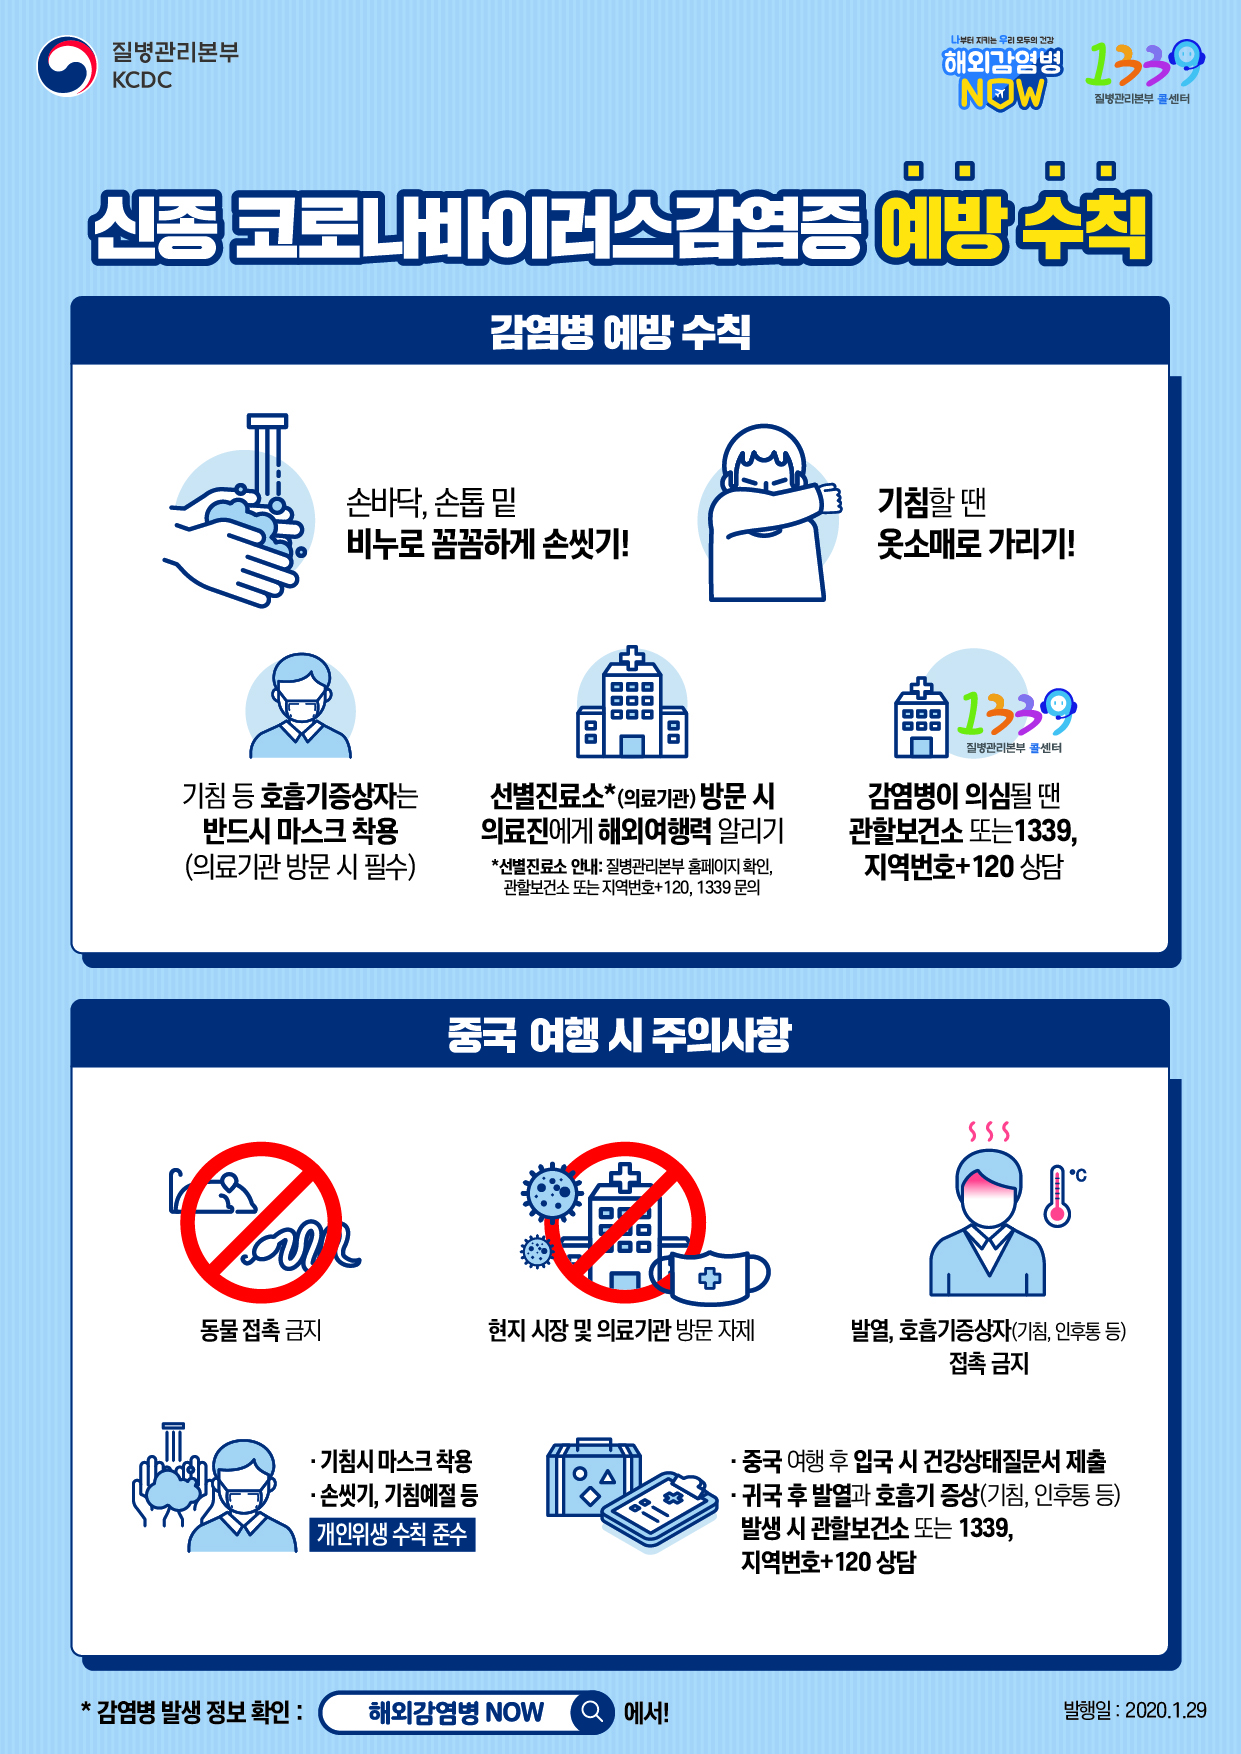 질병관리본부
KCDC
나부터 지키는 우리 모두의 건강
해외감염병
NOW
1339
질병관리본부 콜센터
신종 코로나바이러스감염증 예방 수칙
감염병 예방 수칙
손바닥, 손톱 밑
비누로 꼼꼼하게 손씻기!
기침할 땐
옷소매로 가리기!
1339
질병관리본부 콜센터
기침 등 호흡기증상자는
반드시 마스크 착용
(의료기관 방문 시 필수)
선별진료소*(의료기관) 방문 시
의료진에게 해외여행력 알리기
*선별진료소 안내: 질병관리본부 홈페이지 확인,
관할보건소 또는 지역번호+120, 1339 문의
감염병이 의심될 땐
관할보건소 또는1339,
지역번호+120 상담
중국 여행 시 주의사항
동물 접촉 금지
현지 시장 및 의료기관 방문 자제
°C
발열, 호흡기증상자(기침, 인후통 등)
접촉 금지
· 기침시 마스크 착용
· 손씻기, 기침예절 등
개인위생 수칙 준수
· 중국 여행 후 입국 시 건강상태질문서 제출
· 귀국 후 발열과 호흡기 증상(기침, 인후통 등)
발생 시 관할보건소 또는 1339,
지역번호+120 상담
* 감염병 발생 정보 확인 : 해외감염병 NOW 에서!
발행일 : 2020.1.29